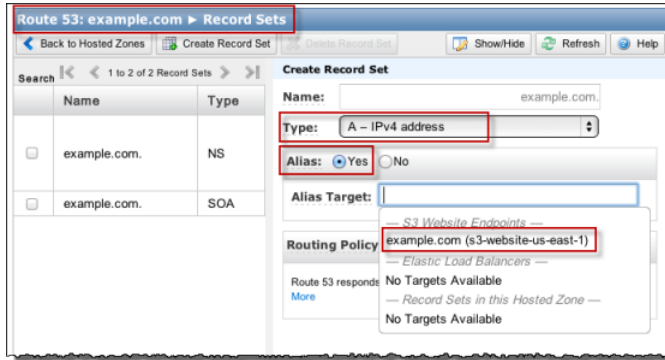 Route 53: example.com ► Record Sets
Back to Hosted Zones Create Record Set Delete Record Set Show/Hide Refresh Help
Search 1 to 2 of 2 Record Sets
Name Type
example.com. NS
example.com. SOA
Create Record Set
Name: example.com.
Type: A – IPv4 address
Alias: Yes No
Alias Target:
— S3 Website Endpoints —
example.com (s3-website-us-east-1)
— Elastic Load Balancers —
No Targets Available
— Record Sets in this Hosted Zone —
No Targets Available
Routing Policy
Route 53 responds
More